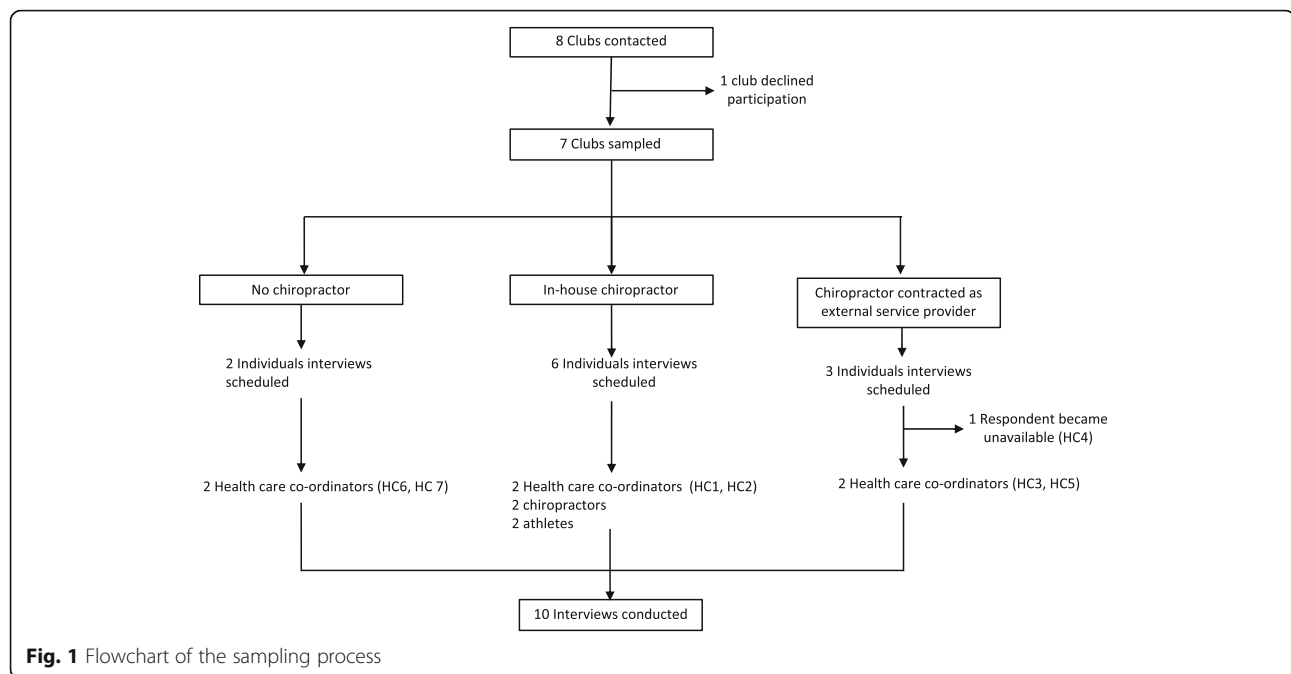 8 Clubs contacted
1 club declined
participation
7 Clubs sampled
No chiropractor
In-house chiropractor
Chiropractor contracted as
external service provider
2 Individuals interviews
scheduled
6 Individuals interviews
scheduled
3 Individuals interviews
scheduled
1 Respondent became
unavailable (HC4)
2 Health care co-ordinators (HC6, HC 7)
2 Health care co-ordinators (HC1, HC2)
2 chiropractors
2 athletes
2 Health care co-ordinators (HC3, HC5)
10 Interviews conducted
Fig. 1 Flowchart of the sampling process